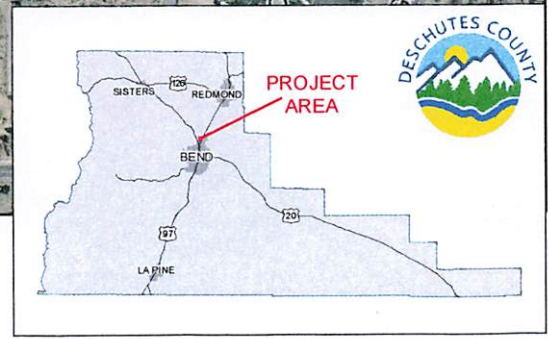 DESCHUTES COUNTY
PROJECT
AREA
126
SISTERS
REDMOND
BEND
20
97
LA PINE